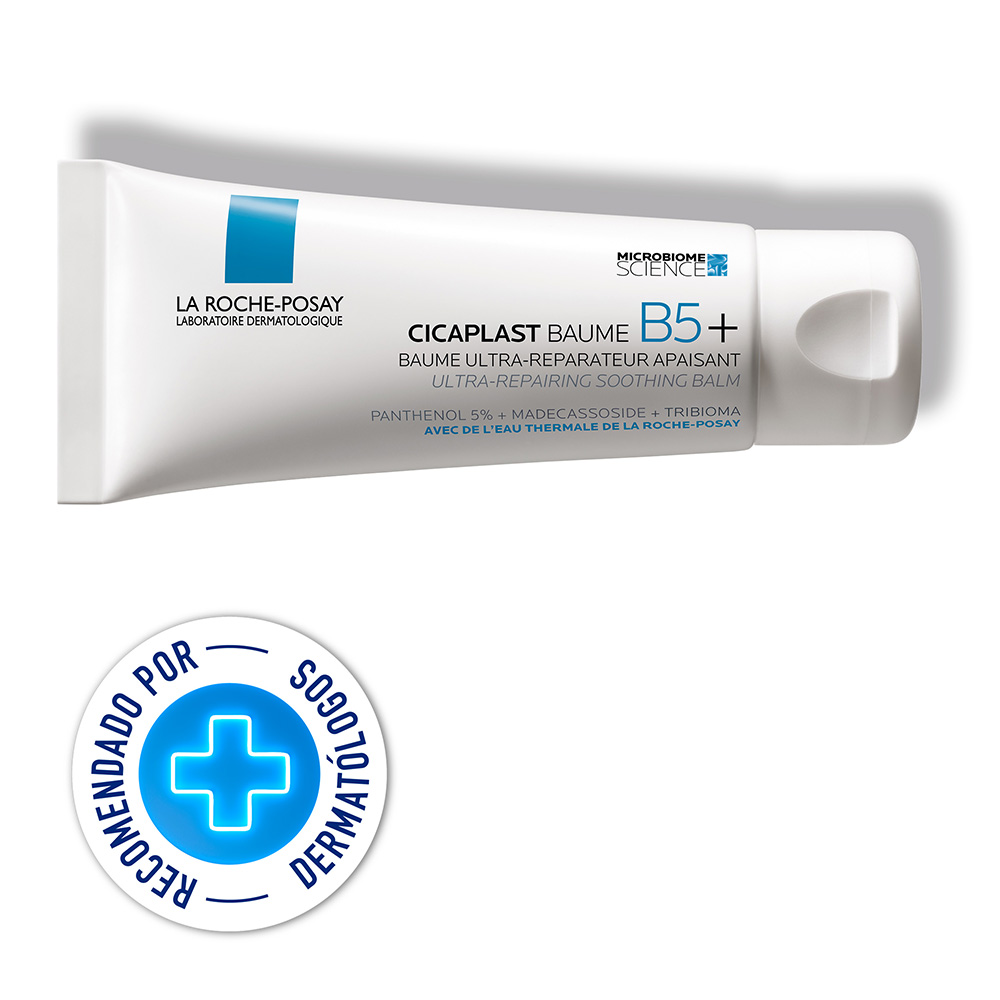 RECOMENDADO POR
DERMATÓLOGOS
LA ROCHE-POSAY
LABORATOIRE DERMATOLOGIQUE
CICAPLAST BAUME B5+
BAUME ULTRA-REPARATEUR APAISANT
ULTRA-REPAIRING SOOTHING BALM
PANTHENOL 5% + MADECASSOSIDE + TRIBIOMA
AVEC DE L'EAU THERMALE DE LA ROCHE-POSAY
MICROBIOME
SCIENCE